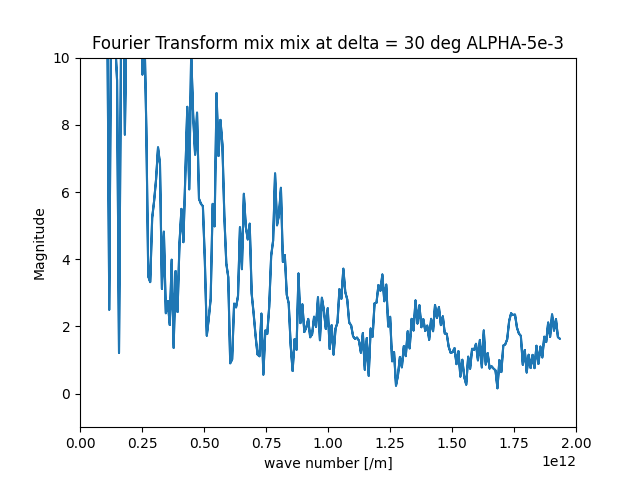 Fourier Transform mix mix at delta = 30 deg ALPHA-5e-3
Magnitude
10
8
6
4
2
0
0.00 0.25 0.50 0.75 1.00 1.25 1.50 1.75 2.00
1e12
wave number [/m]